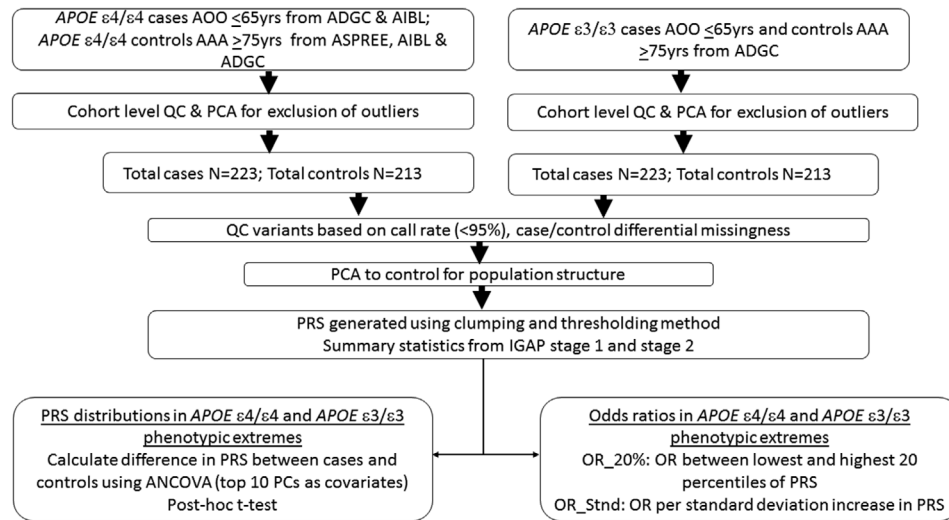 APOE ε4/ε4 cases AOO ≤65yrs from ADGC & AIBL;
APOE ε4/ε4 controls AAA ≥75yrs from ASPREE, AIBL &
ADGC
APOE ε3/ε3 cases AOO ≤65yrs and controls AAA
≥75yrs from ADGC
Cohort level QC & PCA for exclusion of outliers
Cohort level QC & PCA for exclusion of outliers
Total cases N=223; Total controls N=213
Total cases N=223; Total controls N=213
QC variants based on call rate (<95%), case/control differential missingness
PCA to control for population structure
PRS generated using clumping and thresholding method
Summary statistics from IGAP stage 1 and stage 2
PRS distributions in APOE ε4/ε4 and APOE ε3/ε3
phenotypic extremes
Calculate difference in PRS between cases and
controls using ANCOVA (top 10 PCs as covariates)
Post-hoc t-test
Odds ratios in APOE ε4/ε4 and APOE ε3/ε3
phenotypic extremes
OR_20%: OR between lowest and highest 20
percentiles of PRS
OR_Stnd: OR per standard deviation increase in PRS